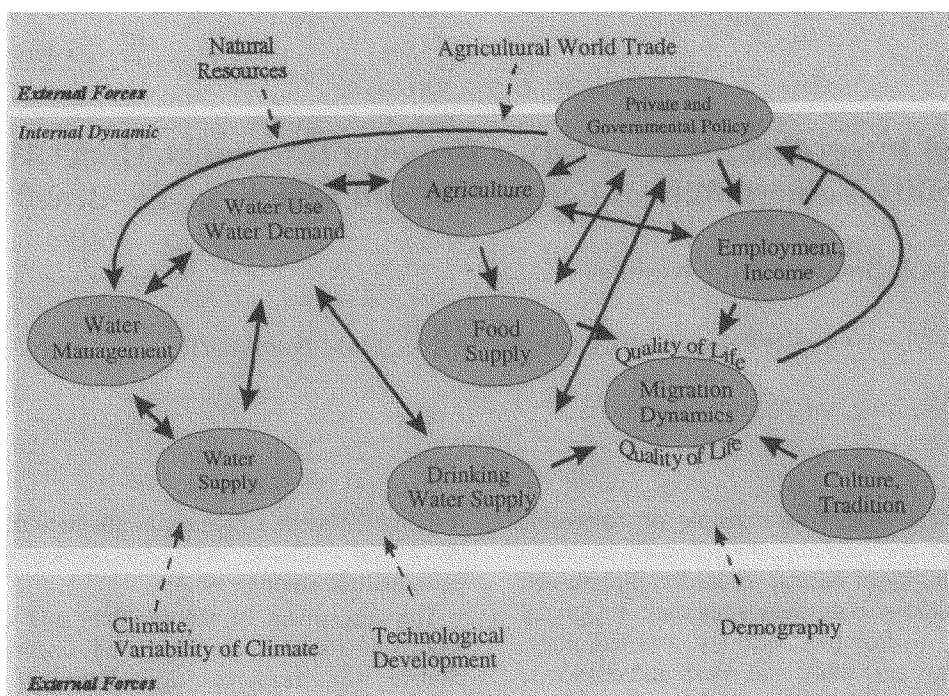 Natural
Resources
Agricultural World Trade
External Forces
Internal Dynamic
Private and
Governmental Policy
Agriculture
Water Use
Water Demand
Employment,
Income
Water
Management
Food
Supply
Quality of Life
Migration
Dynamics
Quality of Life
Water
Supply
Drinking
Water Supply
Culture,
Tradition
Climate,
Variability of Climate
Technological
Development
Demography
External Forces